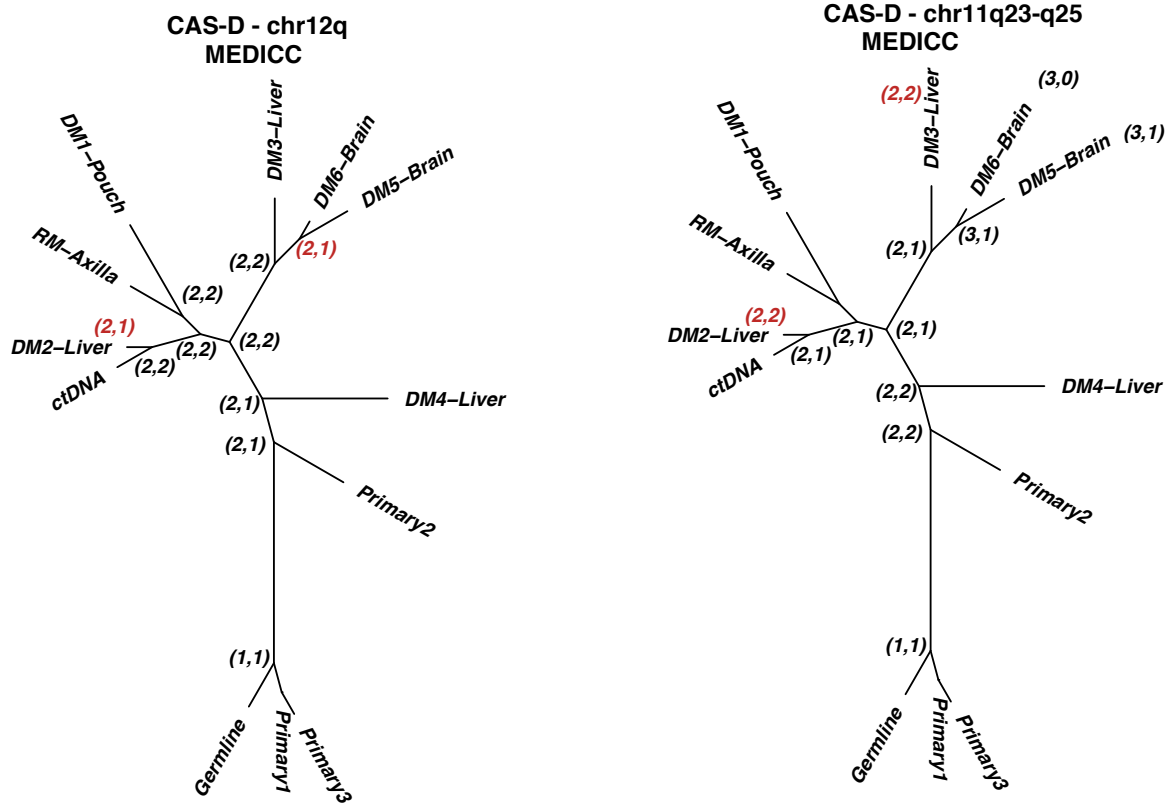 CAS-D - chr12q
MEDICC
DM3–Liver
DM6–Brain
DM5–Brain
DM1–Pouch
RM–Axilla
(2,1)
(2,2)
(2,2)
(2,1)
DM2–Liver
(2,2)
(2,2)
(2,2)
ctDNA
(2,1)
DM4–Liver
(2,1)
Primary2
(1,1)
Germline
Primary1
Primary3
CAS-D - chr11q23-q25
MEDICC
(2,2)
DM3–Liver
(3,0)
DM6–Brain
DM5–Brain (3,1)
DM1–Pouch
RM–Axilla
(3,1)
(2,1)
(2,2)
DM2–Liver
(2,1)
(2,1)
(2,1)
ctDNA
(2,2)
DM4–Liver
(2,2)
Primary2
(1,1)
Germline
Primary1
Primary3